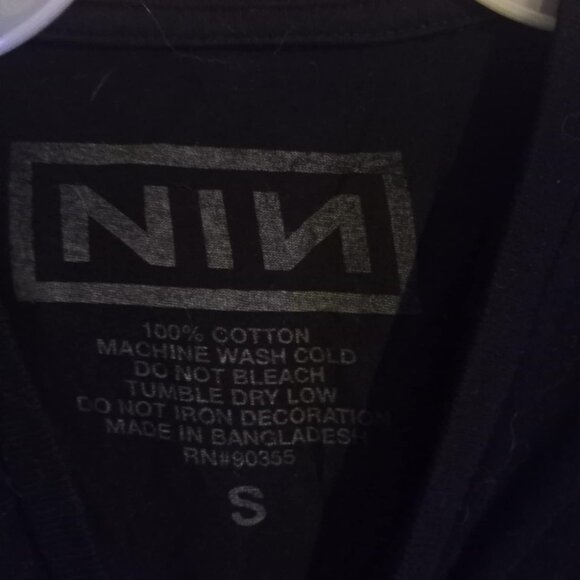 NIИ
100% COTTON
MACHINE WASH COLD
DO NOT BLEACH
TUMBLE DRY LOW
DO NOT IRON DECORATION
MADE IN BANGLADESH
RN#90355
S